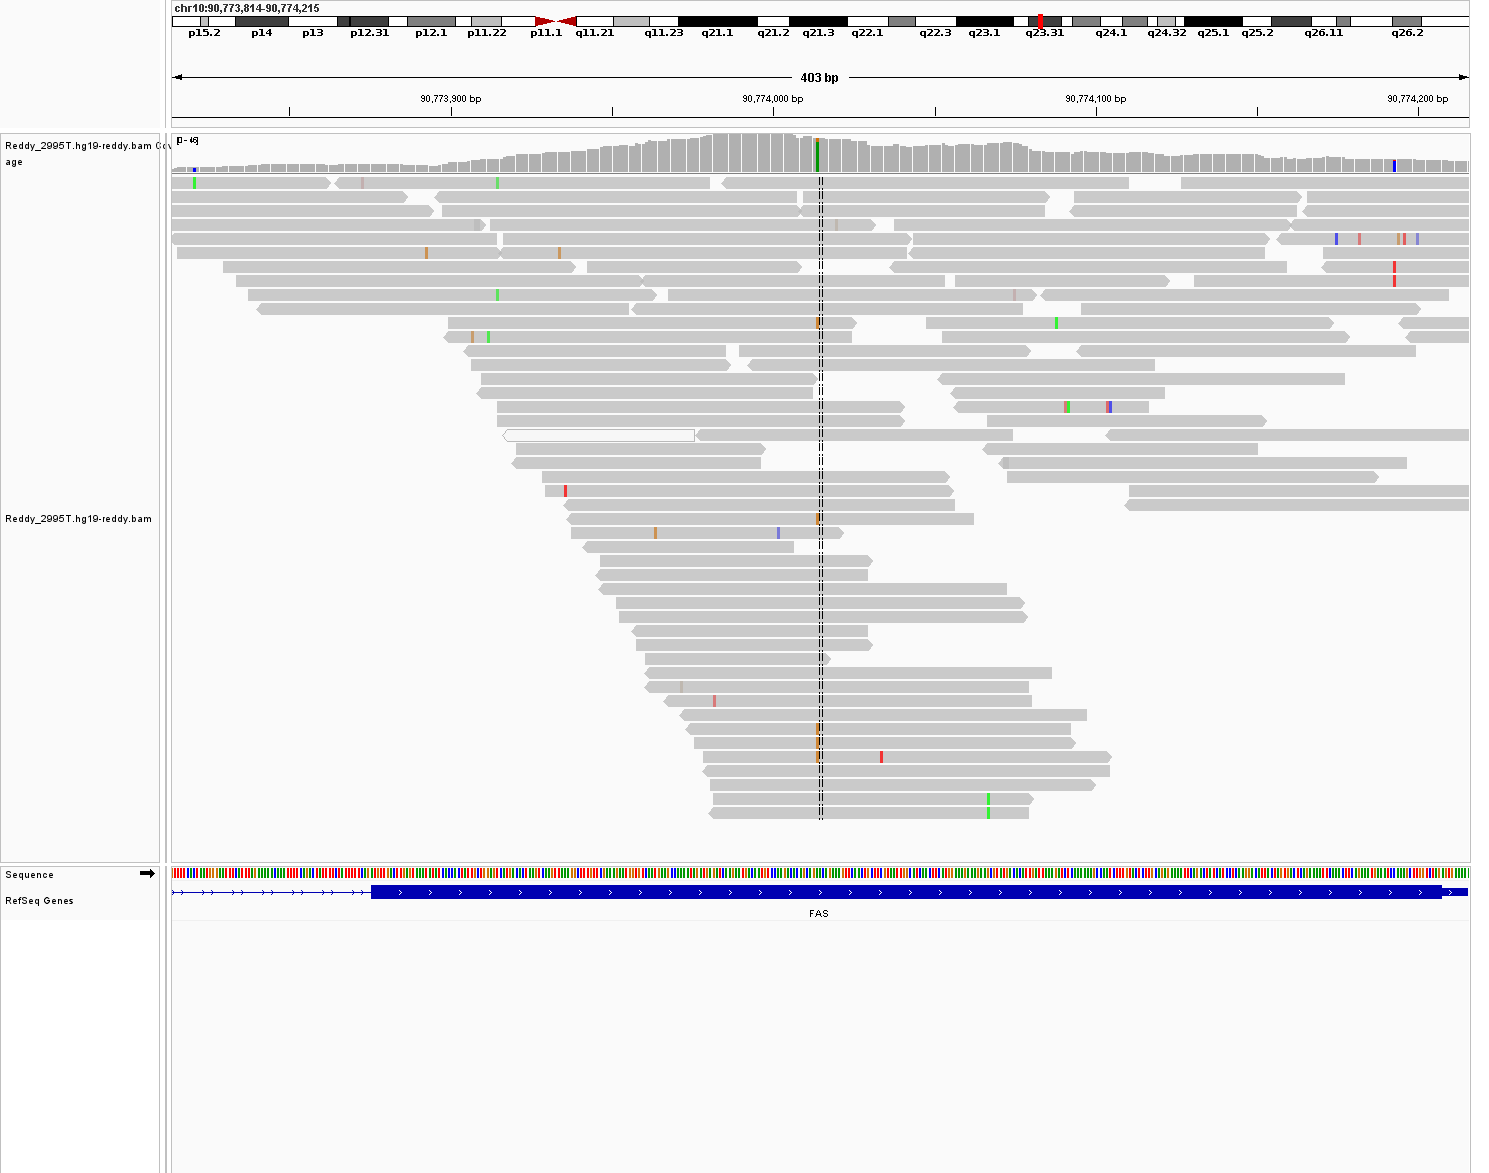 chr10:90,773,814-90,774,215
p15.2 p14 p13 p12.31 p12.1 p11.22 p11.1 q11.21 q11.23 q21.1 q21.2 q21.3 q22.1 q22.3 q23.1 q23.31 q24.1 q24.32 q25.1 q25.2 q26.11 q26.2
403 bp
90,773,900 bp 90,774,000 bp 90,774,100 bp 90,774,200 bp
[0 - 46]
Reddy_2995T.hg19-reddy.bam Cov
age
Reddy_2995T.hg19-reddy.bam
Sequence
RefSeq Genes
FAS